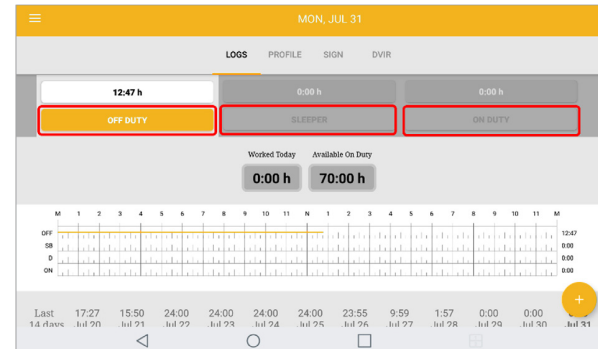 MON, JUL 31
LOGS PROFILE SIGN DVIR
12:47 h 0:00 h 0:00 h
OFF DUTY SLEEPER ON DUTY
Worked Today Available On Duty
0:00 h 70:00 h
M 1 2 3 4 5 6 7 8 9 10 11 N 1 2 3 4 5 6 7 8 9 10 11 M
OFF 12:47
SB 0:00
D 0:00
ON 0:00
+
Last 17:27 15:50 24:00 24:00 24:00 24:00 23:55 9:59 1:57 0:00 0:00
14 days Jul 20 Jul 21 Jul 22 Jul 23 Jul 24 Jul 25 Jul 26 Jul 27 Jul 28 Jul 29 Jul 30 Jul 31